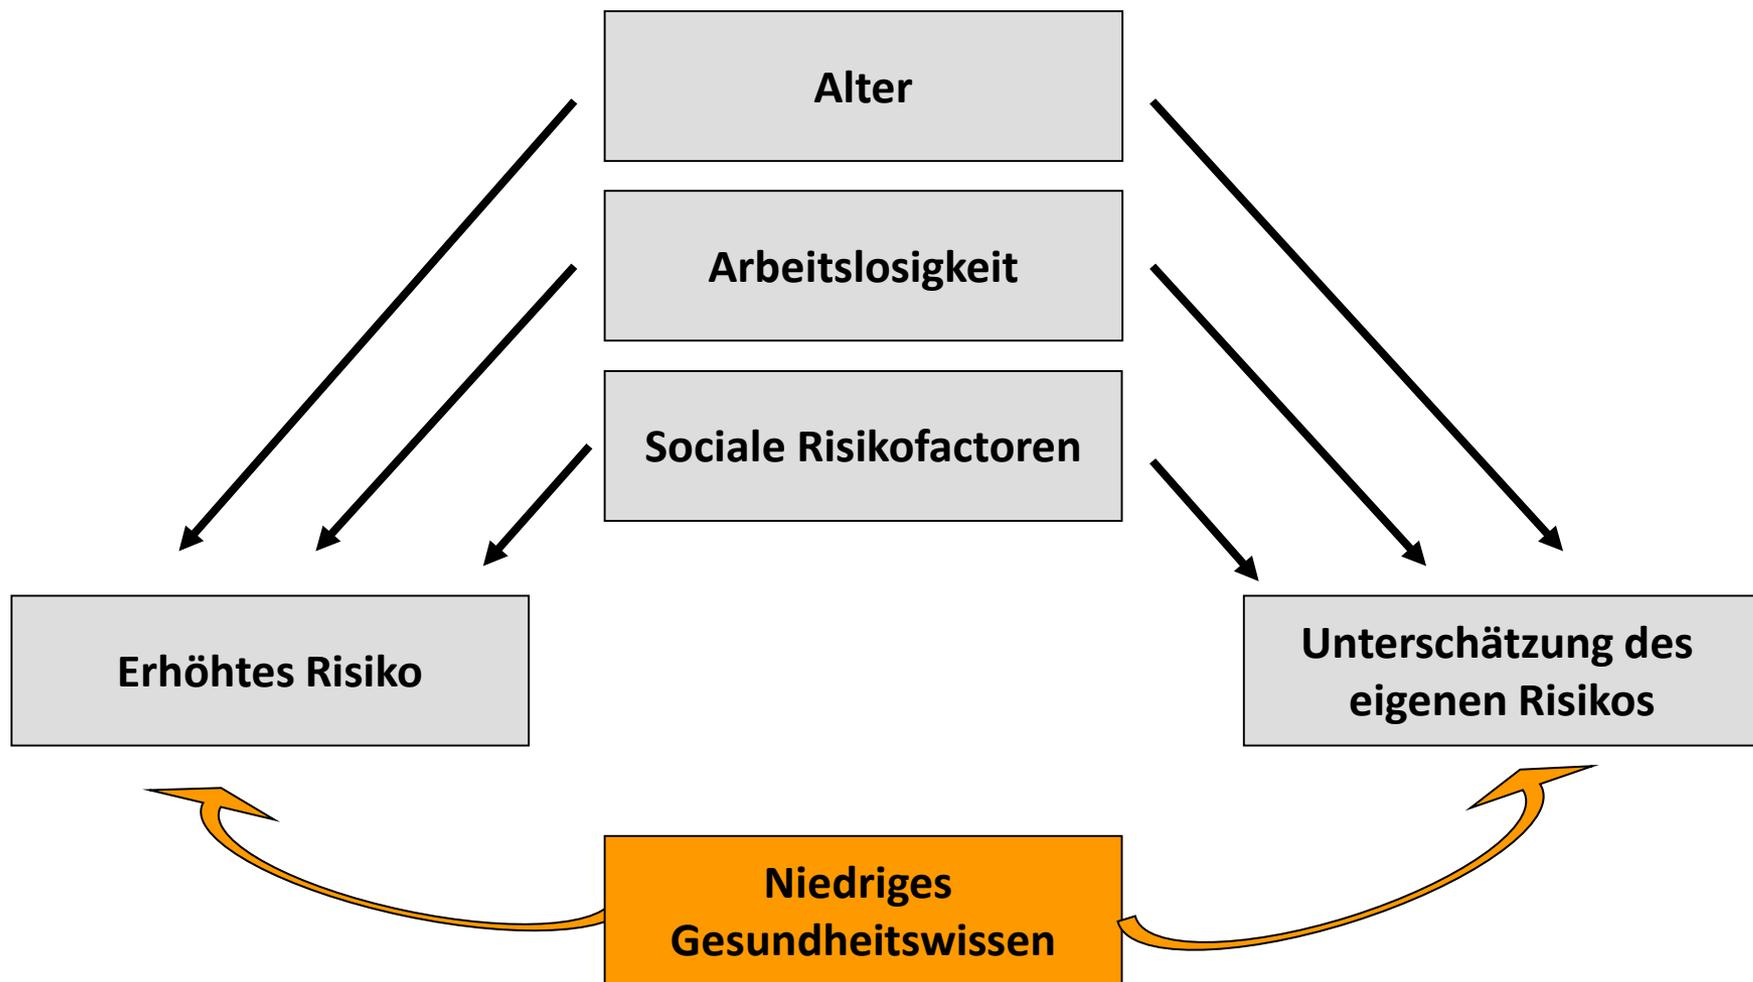 Alter
Arbeitslosigkeit
Sociale Risikofactoren
Erhöhtes Risiko
Unterschätzung des
eigenen Risikos
Niedriges
Gesundheitswissen